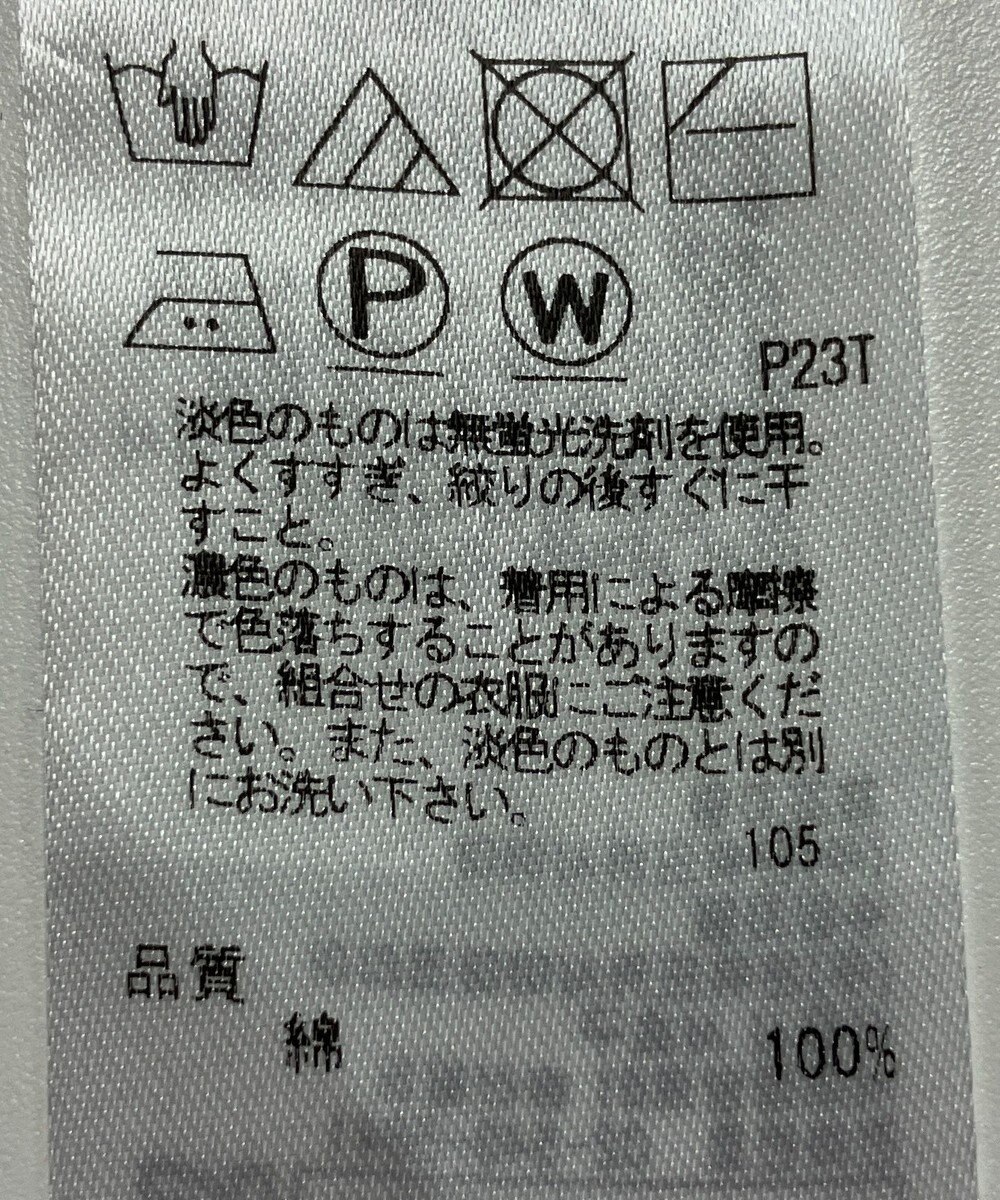 P
W
P23T
淡色のものは無蛍光洗剤を使用。
よくすすぎ、絞りの後すぐに干
すこと。
濃色のものは、着用による摩擦
で色落ちすることがありますの
で、組合せの衣服にご注意くだ
さい。また、淡色のものとは別
にお洗い下さい。
105
品質
綿 100%